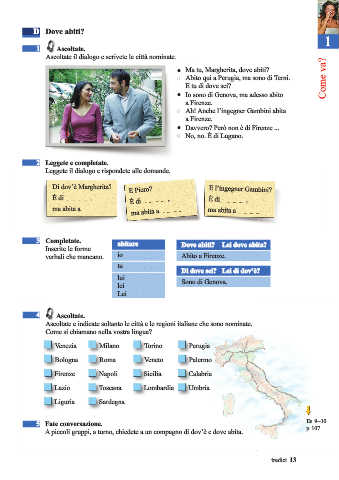 D Dove abiti?
1 Ascoltate.
Ascoltate il dialogo e scrivete le città nominate.
● Ma tu, Margherita, dove abiti?
○ Abito qui a Perugia, ma sono di Terni.
E tu di dove sei?
● Io sono di Genova, ma adesso abito
a Firenze.
○ Ah! Anche l'ingegner Gambini abita
a Firenze.
● Davvero? Però non è di Firenze ...
○ No, no. È di Lugano.
1
Come va?
2 Leggete e completate.
Leggete il dialogo e rispondete alle domande.
Di dov'è Margherita?
È di
ma abita a
E Piero?
È di
ma abita a
E l'ingegner Gambini?
È di
ma abita a
3 Completate.
Inserite le forme
verbali che mancano.
abitare
io
tu
lui
lei
Lei
Dove abiti? Lei dove abita?
Abito a Firenze.
Di dove sei? Lei di dov'è?
Sono di Genova.
4 Ascoltate.
Ascoltate e indicate soltanto le città e le regioni italiane che sono nominate.
Come si chiamano nella vostra lingua?
Venezia Milano Torino Perugia
Bologna Roma Veneto Palermo
Firenze Napoli Sicilia Calabria
Lazio Toscana Lombardia Umbria
Liguria Sardegna
5 Fate conversazione.
A piccoli gruppi, a turno, chiedete a un compagno di dov'è e dove abita.
Es 9–10
p 107
tredici 13